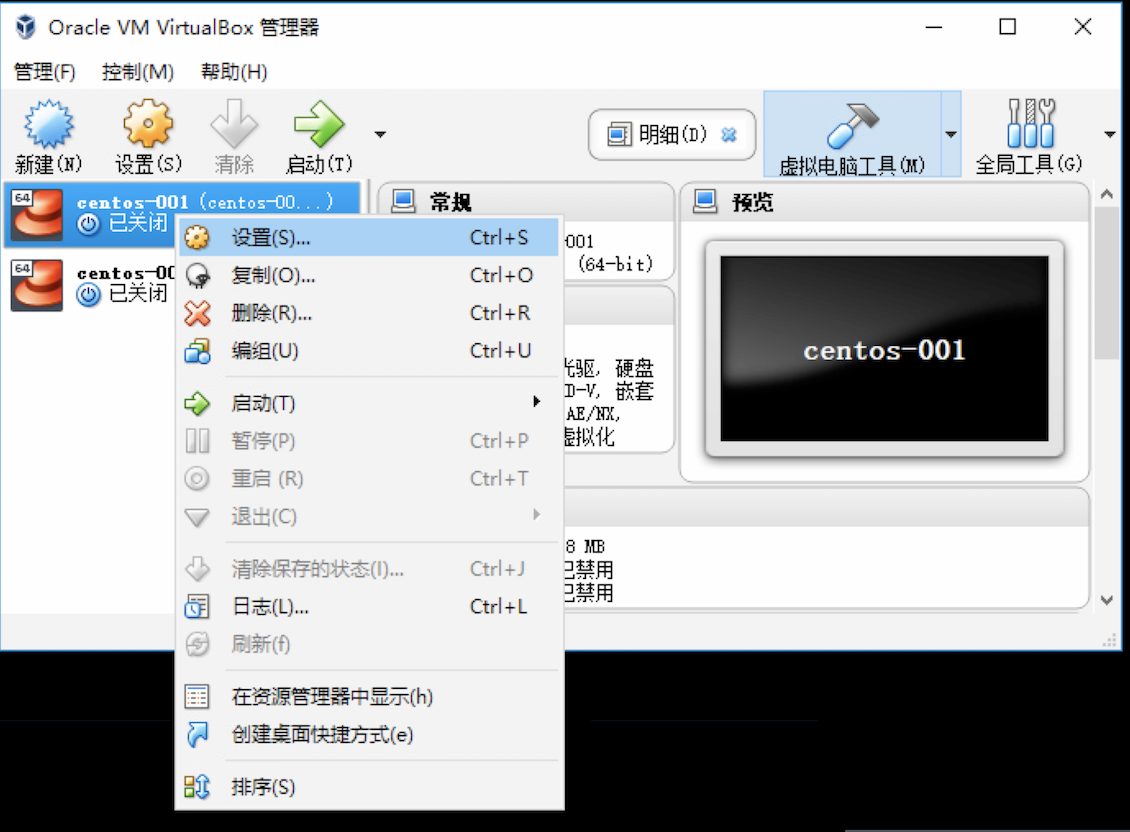 Oracle VM VirtualBox 管理器
管理(F) 控制(M) 帮助(H)
新建(N) 设置(S) 清除 启动(T) 明细(D) 虚拟电脑工具(M) 全局工具(G)
64 centos-001 (centos-00...)
已关闭
64 centos-00
已关闭
常规
001
(64-bit)
光驱, 硬盘
D-V, 嵌套
AE/NX,
虚拟化
预览
centos-001
8 MB
已禁用
已禁用
设置(S)... Ctrl+S
复制(O)... Ctrl+O
删除(R)... Ctrl+R
编组(U) Ctrl+U
启动(T)
暂停(P) Ctrl+P
重启 (R) Ctrl+T
退出(C)
清除保存的状态(I)... Ctrl+J
日志(L)... Ctrl+L
刷新(f)
在资源管理器中显示(h)
创建桌面快捷方式(e)
排序(S)